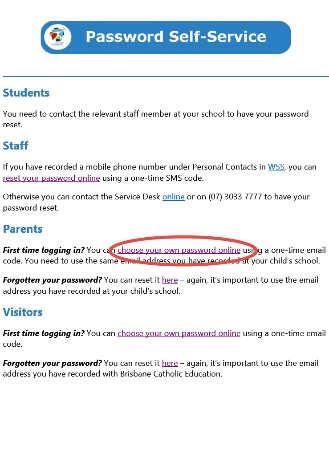 Password Self-Service
Students
You need to contact the relevant staff member at your school to have your password
reset.
Staff
If you have recorded a mobile phone number under Personal Contacts in WSS, you can
reset your password online using a one-time SMS code.
Otherwise you can contact the Service Desk online or on (07) 3033 7777 to have your
password reset.
Parents
First time logging in? You can choose your own password online using a one-time email
code. You need to use the same email address you have recorded at your child's school.
Forgotten your password? You can reset it here – again, it's important to use the email
address you have recorded at your child's school.
Visitors
First time logging in? You can choose your own password online using a one-time email
code.
Forgotten your password? You can reset it here – again, it's important to use the email
address you have recorded with Brisbane Catholic Education.